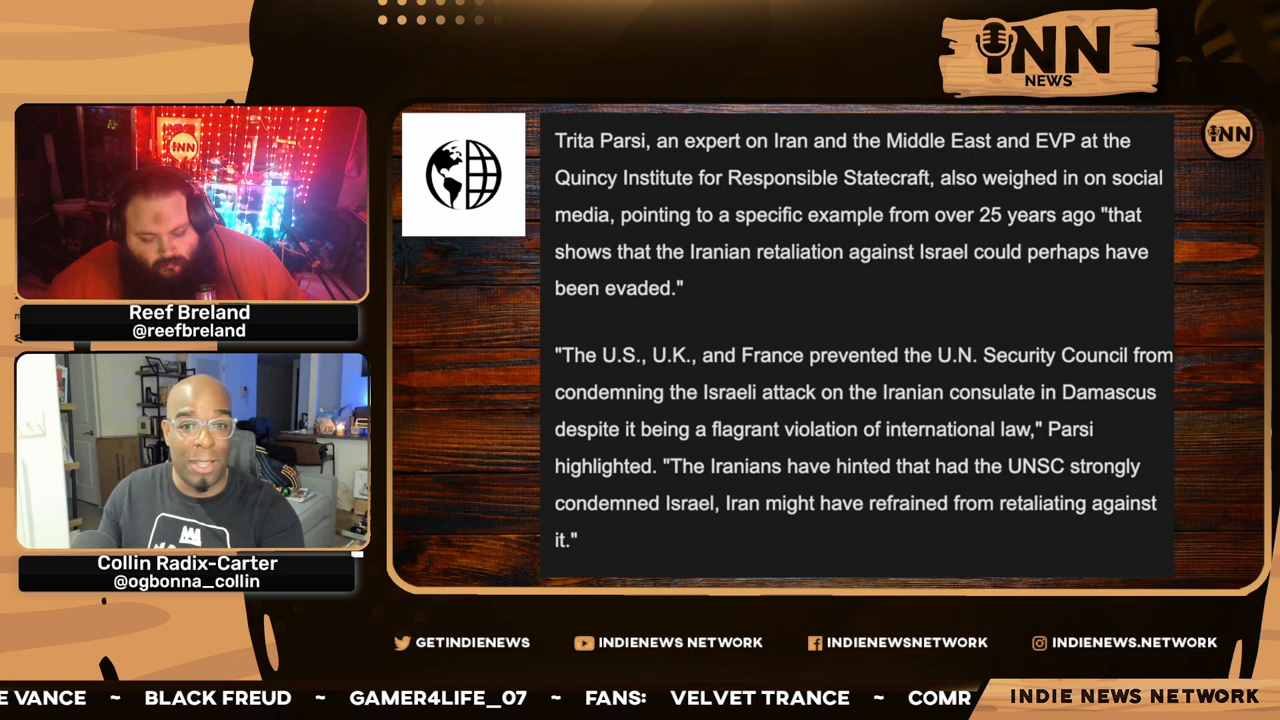 INN
NEWS
INN
INN
Trita Parsi, an expert on Iran and the Middle East and EVP at the
Quincy Institute for Responsible Statecraft, also weighed in on social
media, pointing to a specific example from over 25 years ago "that
shows that the Iranian retaliation against Israel could perhaps have
been evaded."
"The U.S., U.K., and France prevented the U.N. Security Council from
condemning the Israeli attack on the Iranian consulate in Damascus
despite it being a flagrant violation of international law," Parsi
highlighted. "The Iranians have hinted that had the UNSC strongly
condemned Israel, Iran might have refrained from retaliating against
it."
Reef Breland
@reefbreland
Collin Radix-Carter
@ogbonna_collin
GETINDIENEWS
INDIENEWS NETWORK
INDIENEWSNETWORK
INDIENEWS.NETWORK
E VANCE ~ BLACK FREUD ~ GAMER4LIFE_07 ~ FANS: VELVET TRANCE ~ COMR
INDIE NEWS NETWORK